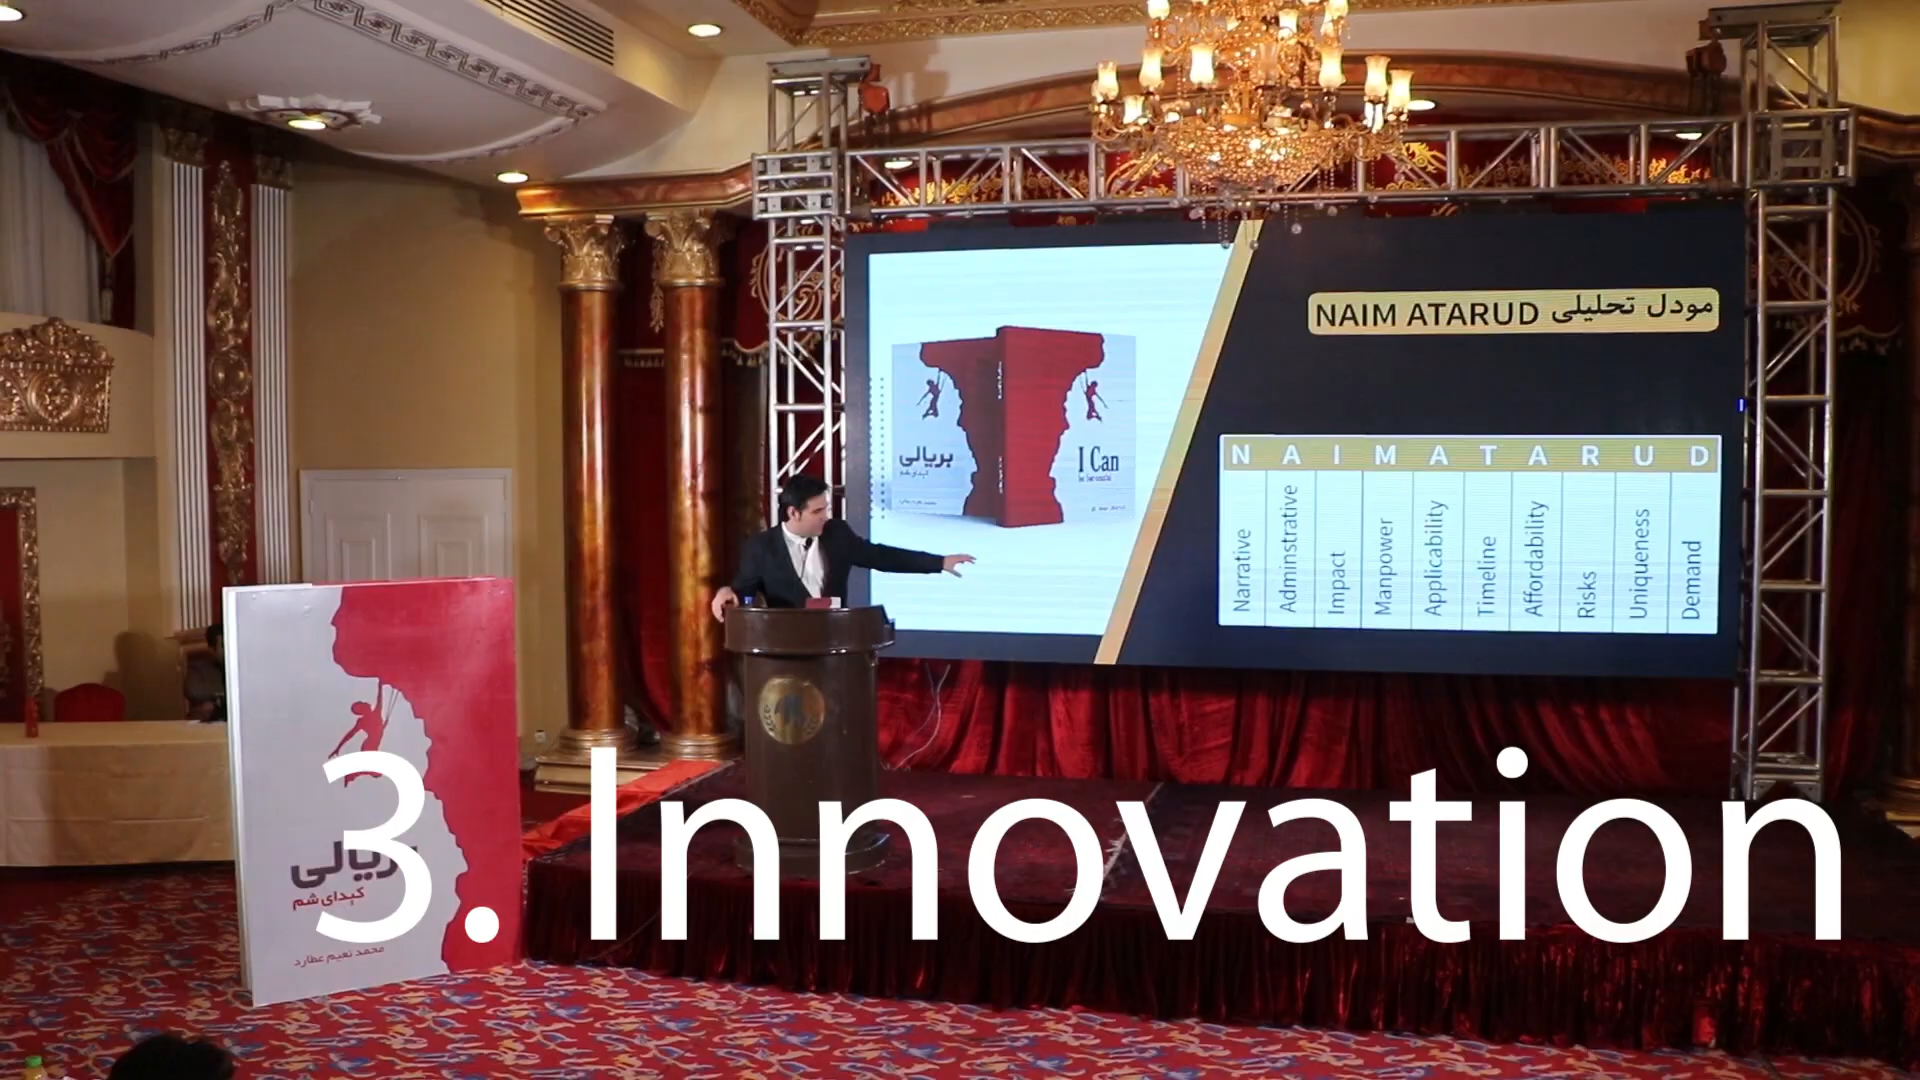 NAIM ATARUD مودل تحلیلی
N A I M A T A R U D
Narrative
Adminstrative
Impact
Manpower
Applicability
Timeline
Affordability
Risks
Uniqueness
Demand
بریالی
I Can
بریالی
کېدای شم
محمد نعیم عطارد
3. Innovation